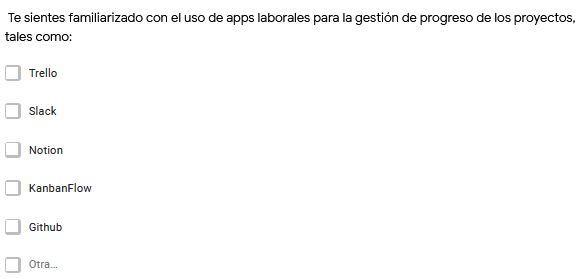 Te sientes familiarizado con el uso de apps laborales para la gestión de progreso de los proyectos,
tales como:
Trello
Slack
Notion
KanbanFlow
Github
Otra...